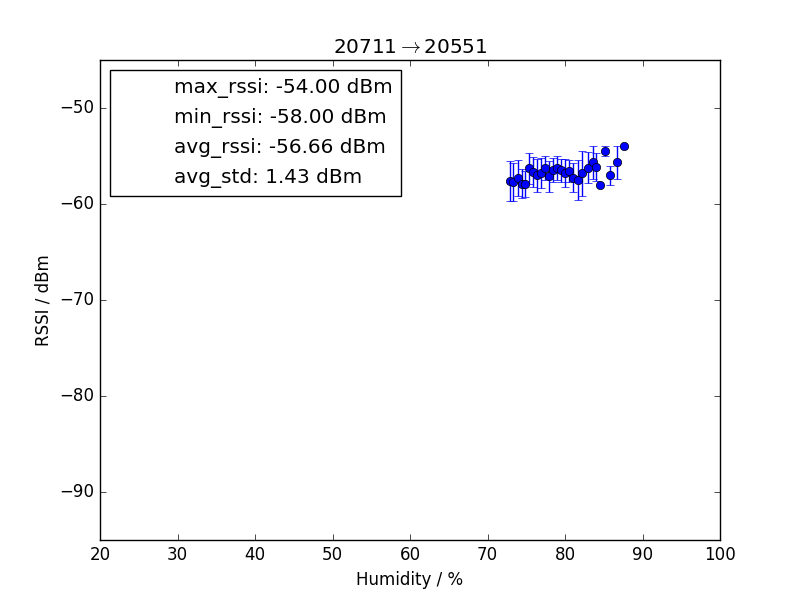 20711→20551
max_rssi: -54.00 dBm
min_rssi: -58.00 dBm
avg_rssi: -56.66 dBm
avg_std: 1.43 dBm
RSSI / dBm
−50
−60
−70
−80
−90
20 30 40 50 60 70 80 90 100
Humidity / %